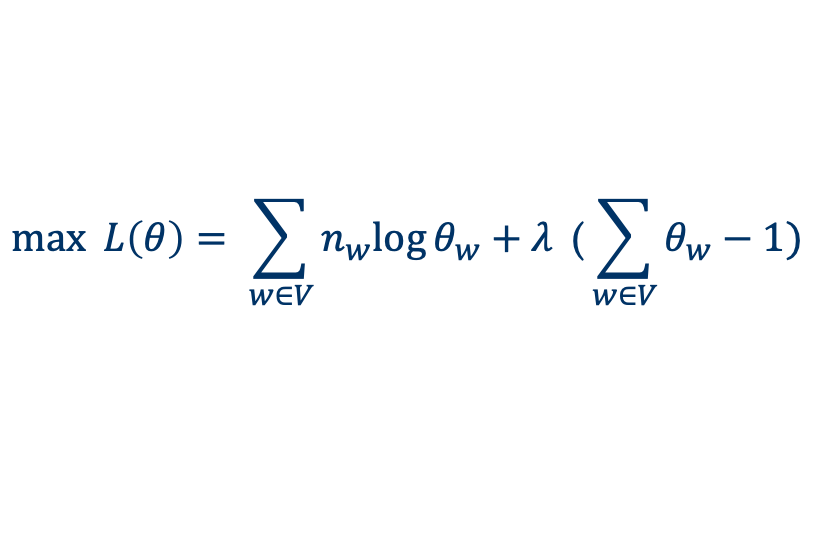 max L(θ) = ∑ n_w log θ_w + λ ( ∑ θ_w − 1)
w∈V w∈V